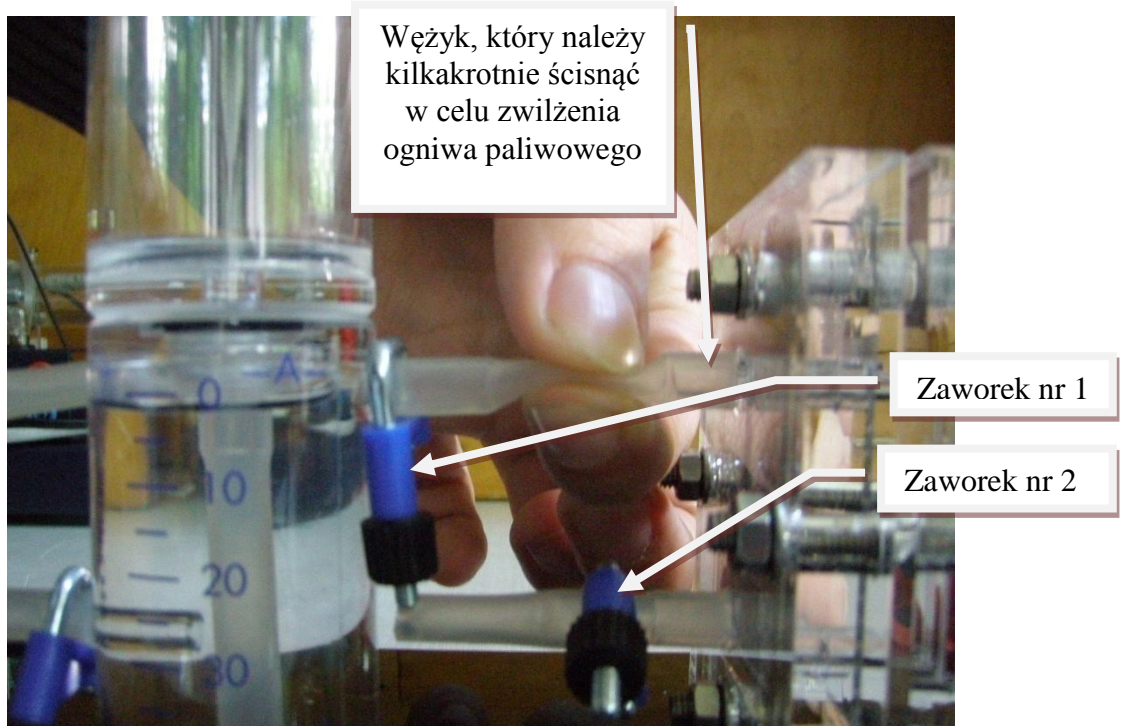 Wężyk, który należy
kilkakrotnie ścisnąć
w celu zwilżenia
ogniwa paliwowego
Zaworek nr 1
Zaworek nr 2
A
0
10
20
30